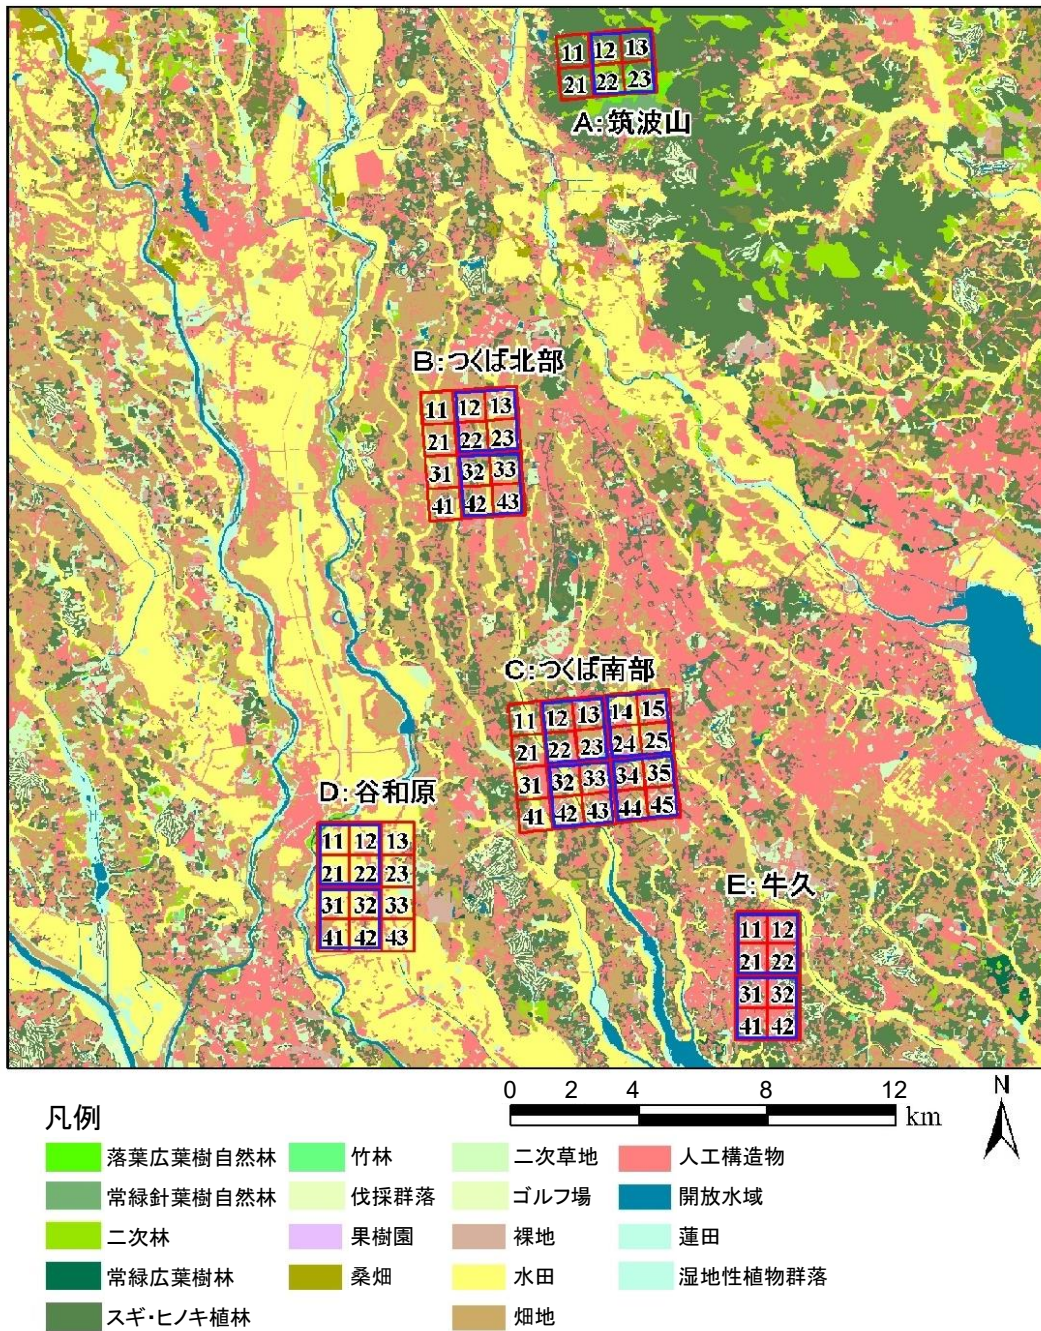 11 12 13
21 22 23
A:筑波山
B:つくば北部
11 12 13
21 22 23
31 32 33
41 42 43
C:つくば南部
11 12 13 14 15
21 22 23 24 25
31 32 33 34 35
41 42 43 44 45
D:谷和原
11 12 13
21 22 23
31 32 33
41 42 43
E:牛久
11 12
21 22
31 32
41 42
0 2 4 8 12
km
N
凡例
落葉広葉樹自然林 竹林 二次草地 人工構造物
常緑針葉樹自然林 伐採群落 ゴルフ場 開放水域
二次林 果樹園 裸地 蓮田
常緑広葉樹林 桑畑 水田 湿地性植物群落
スギ・ヒノキ植林 畑地